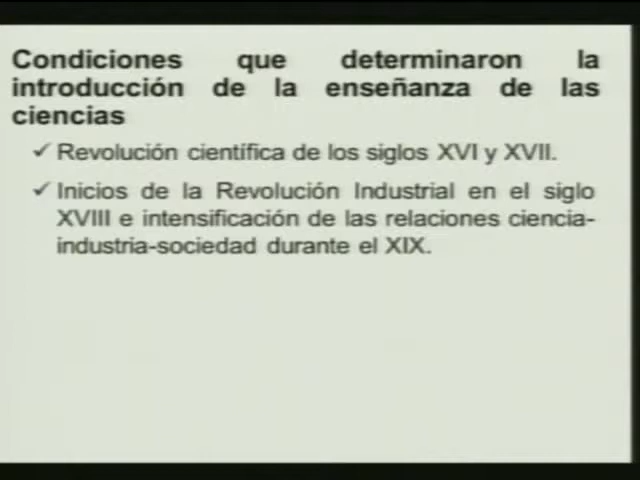 Condiciones que determinaron la
introducción de la enseñanza de las
ciencias
✓ Revolución científica de los siglos XVI y XVII.
✓ Inicios de la Revolución Industrial en el siglo
XVIII e intensificación de las relaciones ciencia-
industria-sociedad durante el XIX.